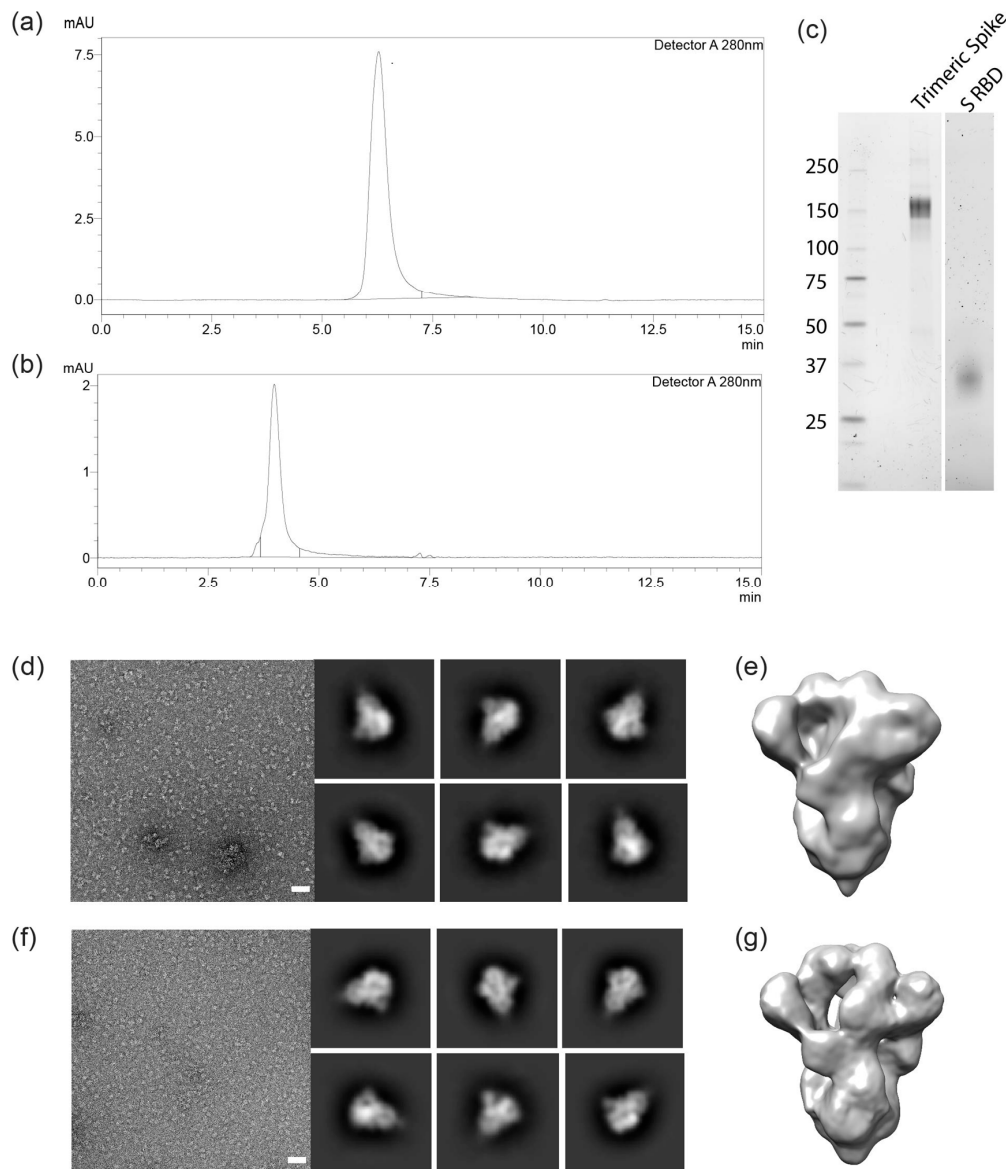 (a)
mAU
Detector A 280nm
7.5
5.0
2.5
0.0
0.0 2.5 5.0 7.5 10.0 12.5 15.0
min
(b)
mAU
Detector A 280nm
2
1
0
0.0 2.5 5.0 7.5 10.0 12.5 15.0
min
(c)
Trimeric Spike
S RBD
250
150
100
75
50
37
25
(d)
(e)
(f)
(g)